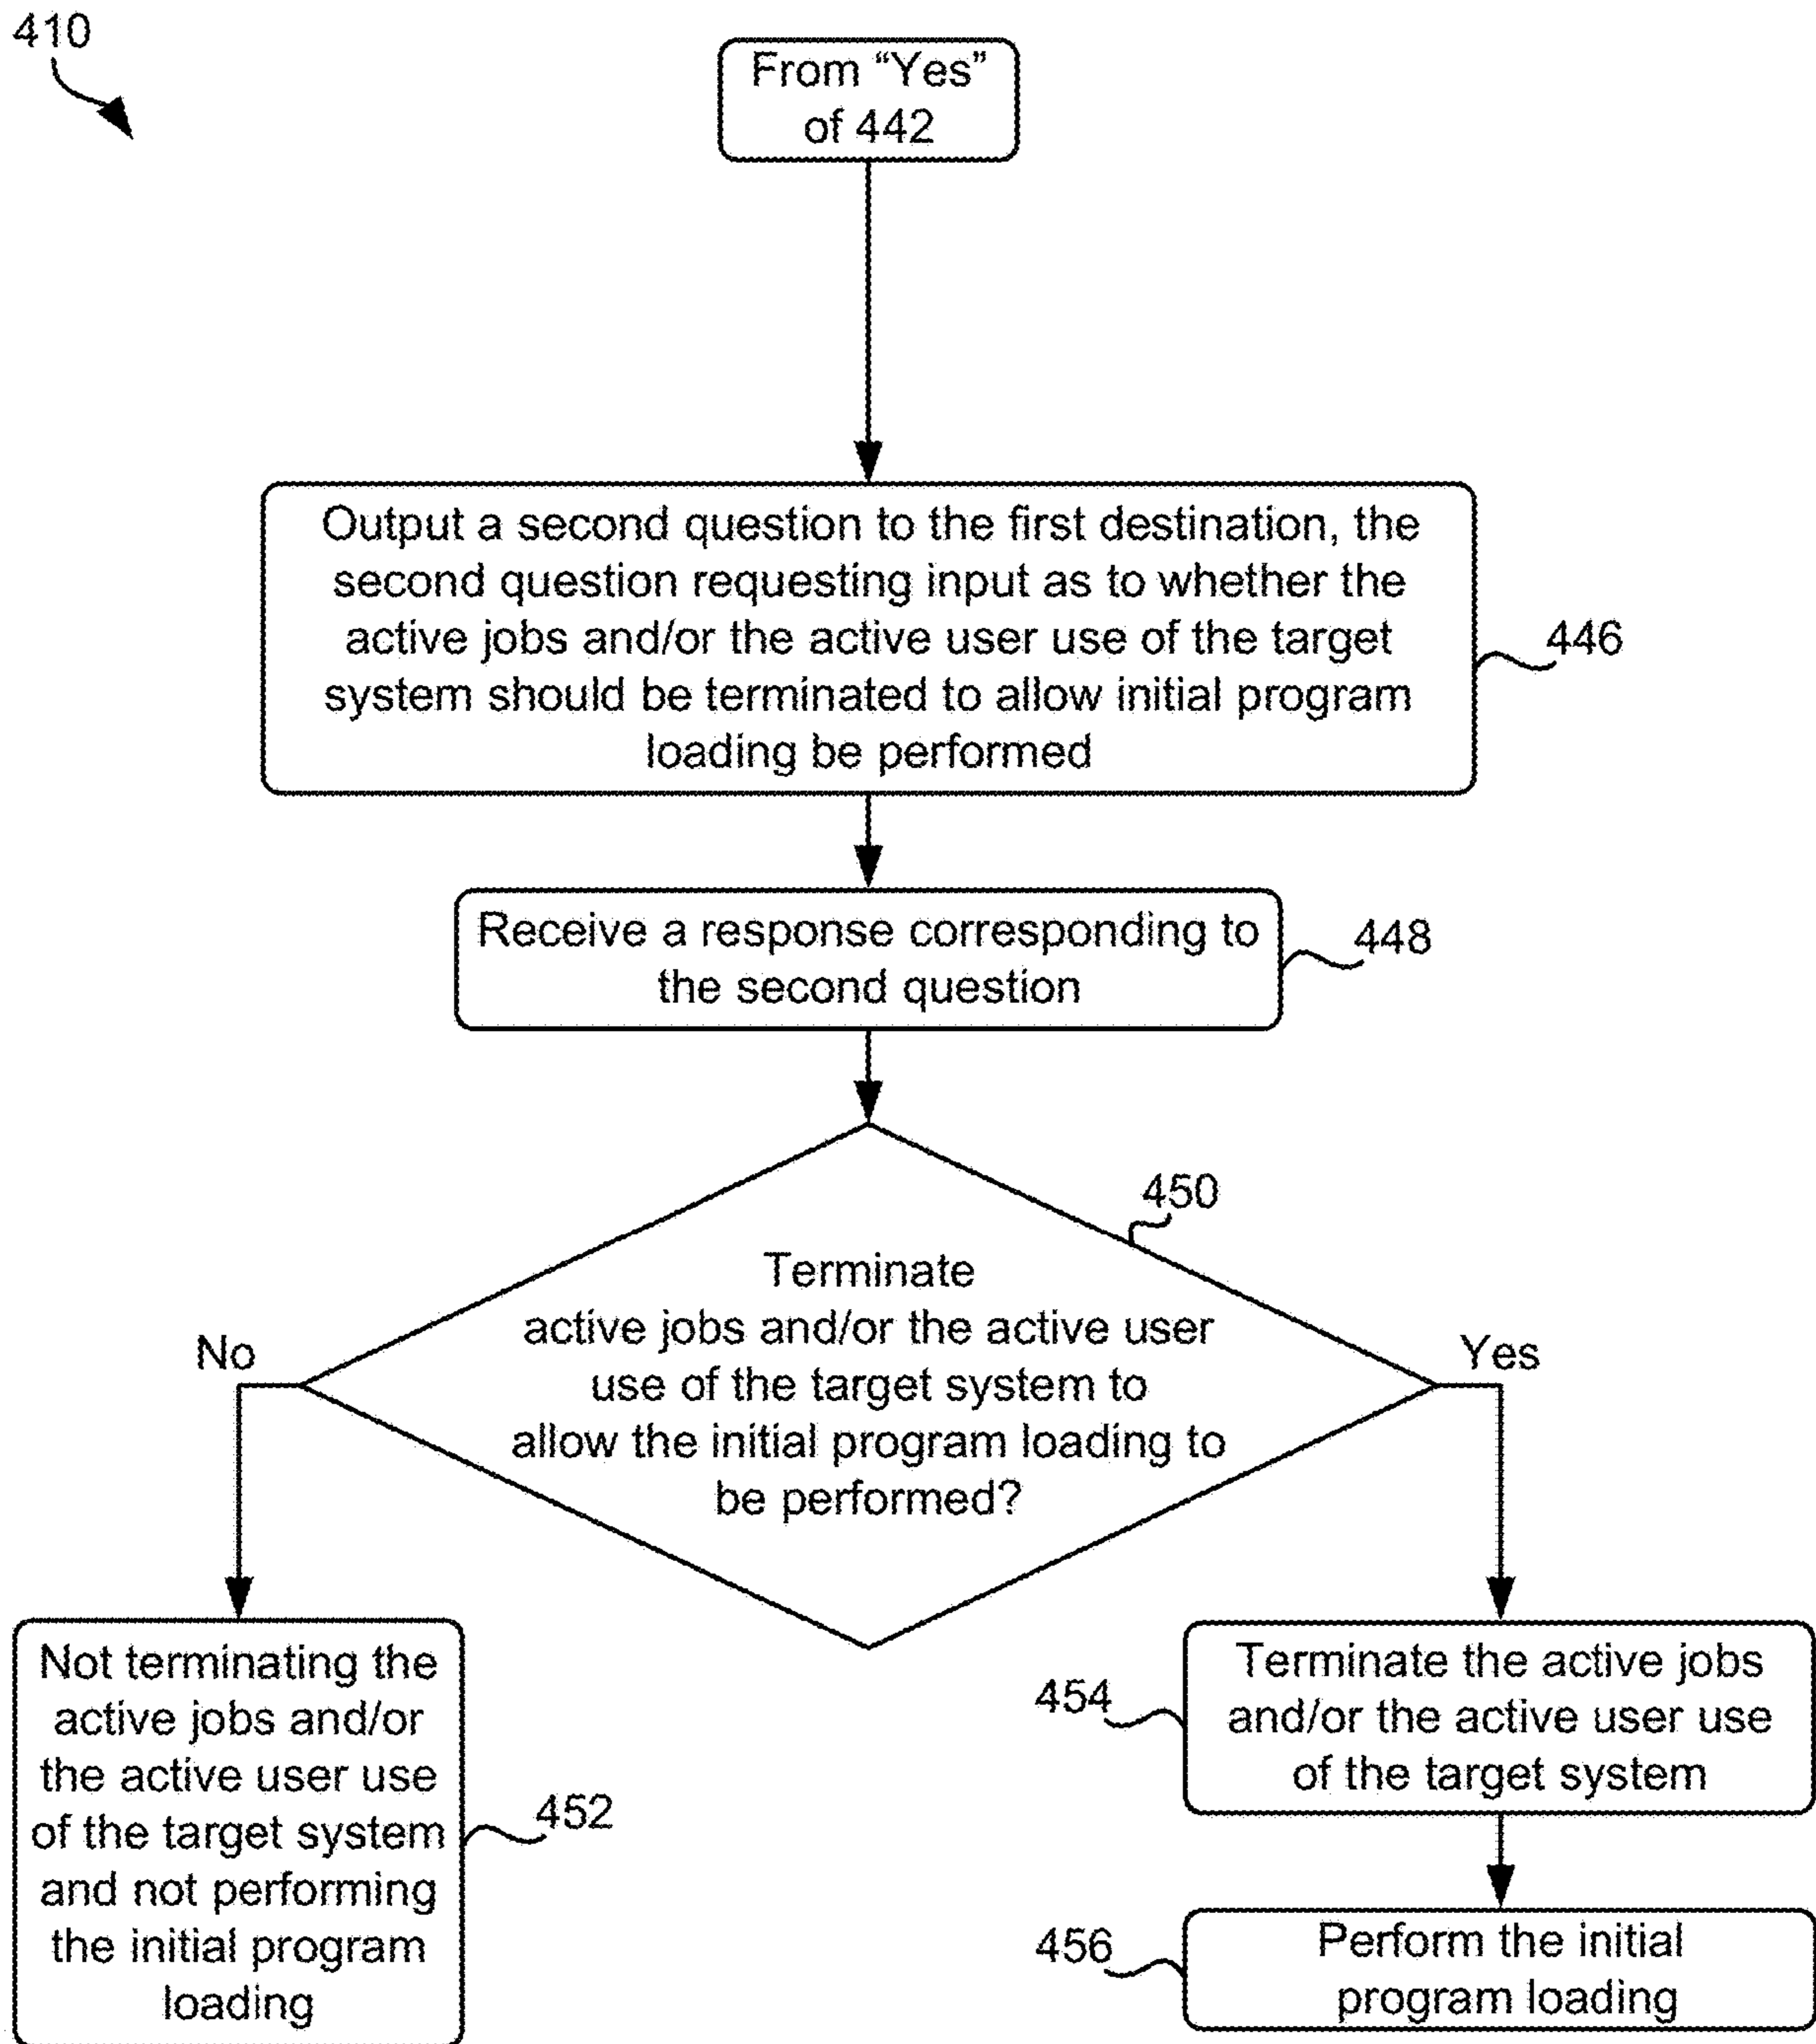 410
From “Yes”
of 442
Output a second question to the first destination, the
second question requesting input as to whether the
active jobs and/or the active user use of the target
system should be terminated to allow initial program
loading be performed
446
Receive a response corresponding to
the second question
448
450
Terminate
active jobs and/or the active user
use of the target system to
allow the initial program loading to
be performed?
No
Yes
Not terminating the
active jobs and/or
the active user use
of the target system
and not performing
the initial program
loading
452
454
Terminate the active jobs
and/or the active user use
of the target system
456
Perform the initial
program loading